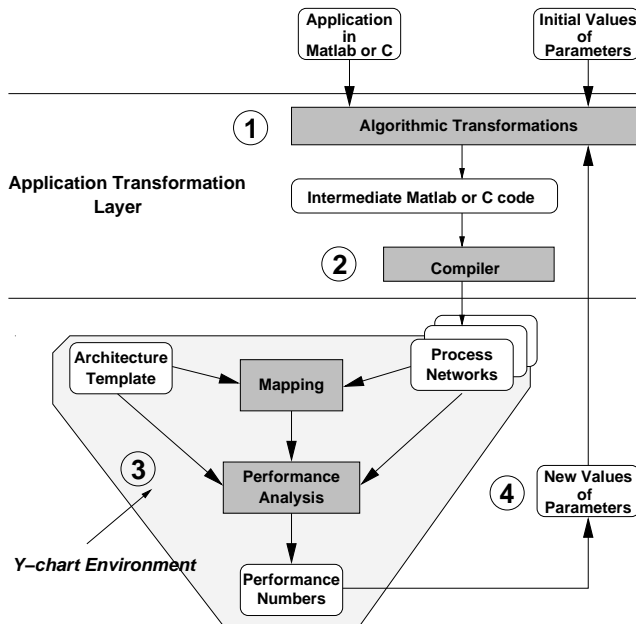 Application
in
Matlab or C
Initial Values
of
Parameters
1
Algorithmic Transformations
Application Transformation
Layer
Intermediate Matlab or C code
2
Compiler
Architecture
Template
Mapping
Process
Networks
3
Performance
Analysis
4
New Values
of
Parameters
Y–chart Environment
Performance
Numbers